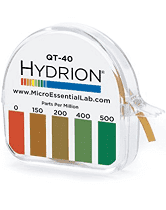 QT-40
HYDRION®
www.MicroEssentialLab.com
Parts Per Million
0 150 200 400 500